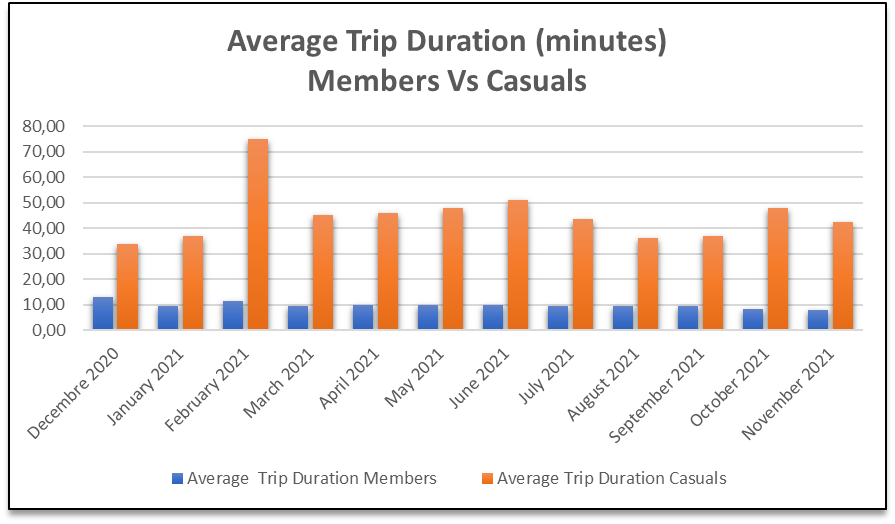 Average Trip Duration (minutes)
Members Vs Casuals
80,00
70,00
60,00
50,00
40,00
30,00
20,00
10,00
0,00
Decembre 2020
January 2021
February 2021
March 2021
April 2021
May 2021
June 2021
July 2021
August 2021
September 2021
October 2021
November 2021
Average  Trip Duration Members
Average Trip Duration Casuals